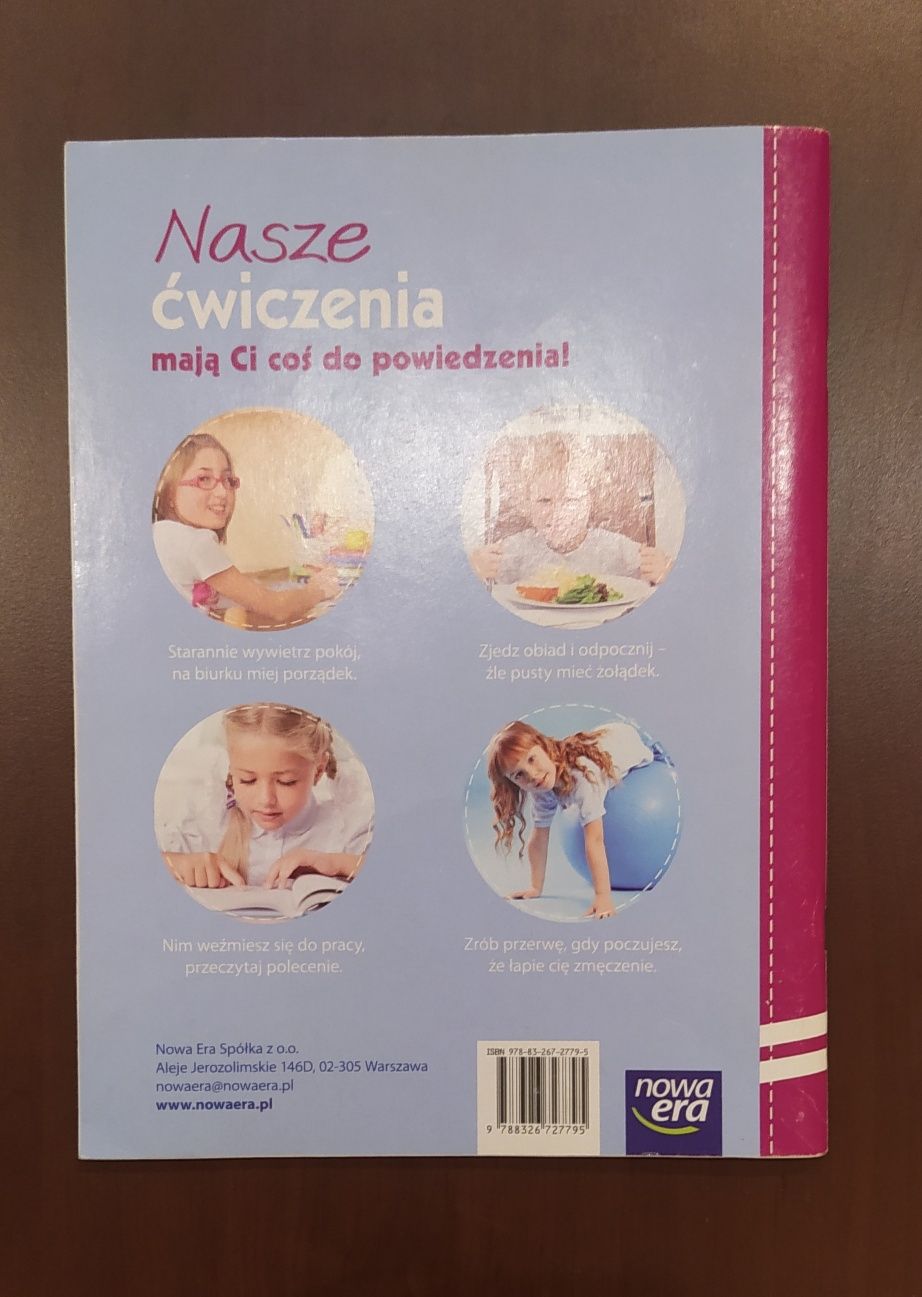 Nasze
ćwiczenia
mają Ci coś do powiedzenia!
Starannie wywietrz pokój,
na biurku miej porządek.
Zjedz obiad i odpocznij –
źle pusty mieć żołądek.
Nim weźmiesz się do pracy,
przeczytaj polecenie.
Zrób przerwę, gdy poczujesz,
że łapie cię zmęczenie.
Nowa Era Spółka z o.o.
Aleje Jerozolimskie 146D, 02-305 Warszawa
nowaera@nowaera.pl
www.nowaera.pl
ISBN 978-83-267-2779-5
9 788326 727795
nowa
era